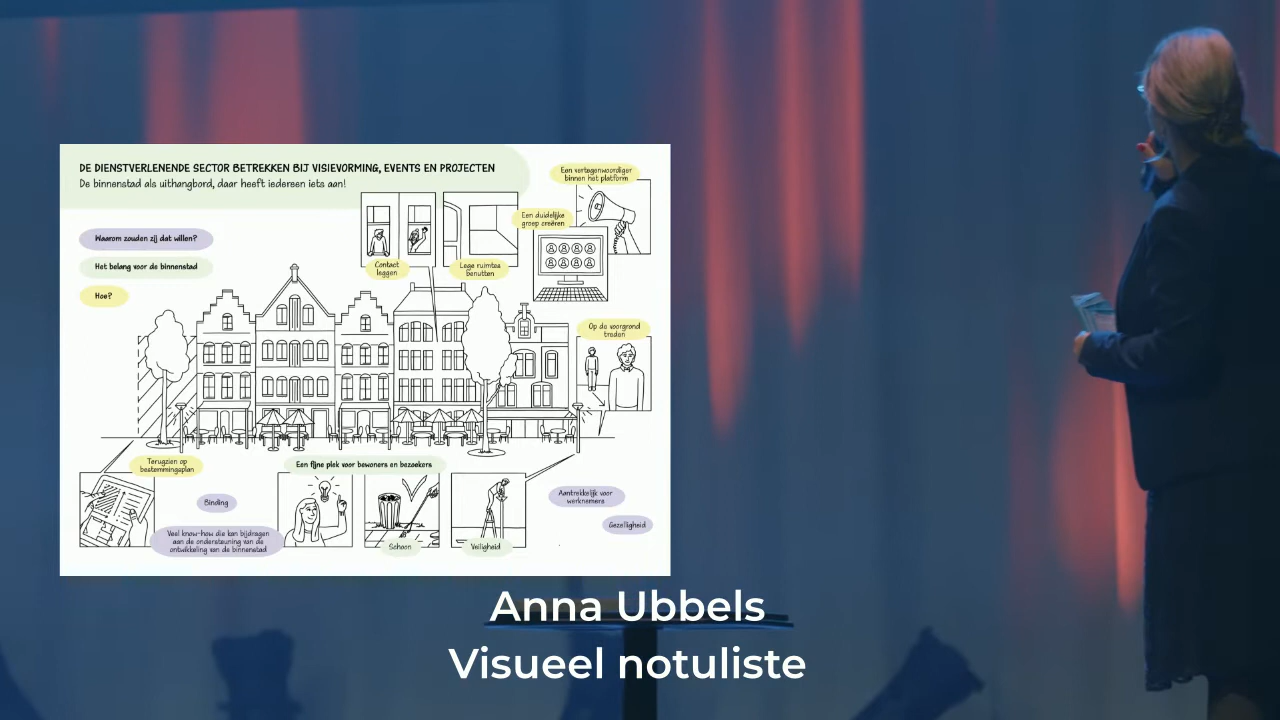 DE DIENSTVERLENENDE SECTOR BETREKKEN BIJ VISIEVORMING, EVENTS EN PROJECTEN
De binnenstad als uithangbord, daar heeft iedereen iets aan!
Waarom zouden zij dat willen?
Het belang voor de binnenstad
Hoe?
Contact
leggen
Lege ruimtes
benutten
Een duidelijke
groep creëren
Een vertegenwoordiger
binnen het platform
Op de voorgrond
treden
Terugzien op
bestemmingsplan
Een fijne plek voor bewoners en bezoekers
Binding
Veel know-how die kan bijdragen
aan de ondersteuning van de
ontwikkeling van de binnenstad
Schoon
Veiligheid
Aantrekkelijk voor
werknemers
Gezelligheid
Anna Ubbels
Visueel notuliste